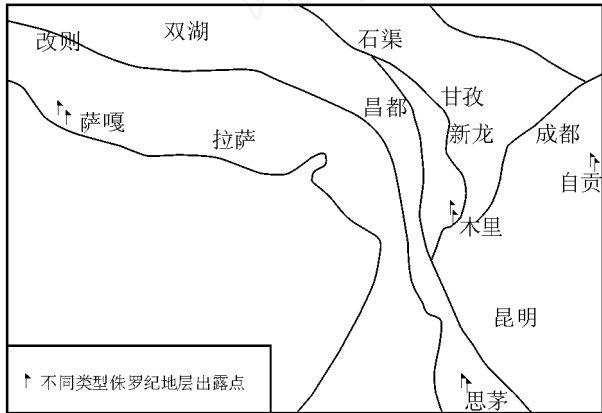 双湖
石渠
改则
甘孜
昌都
萨嘎
拉萨
新龙
成都
自贡
木里
昆明
不同类型侏罗纪地层出露点
思茅